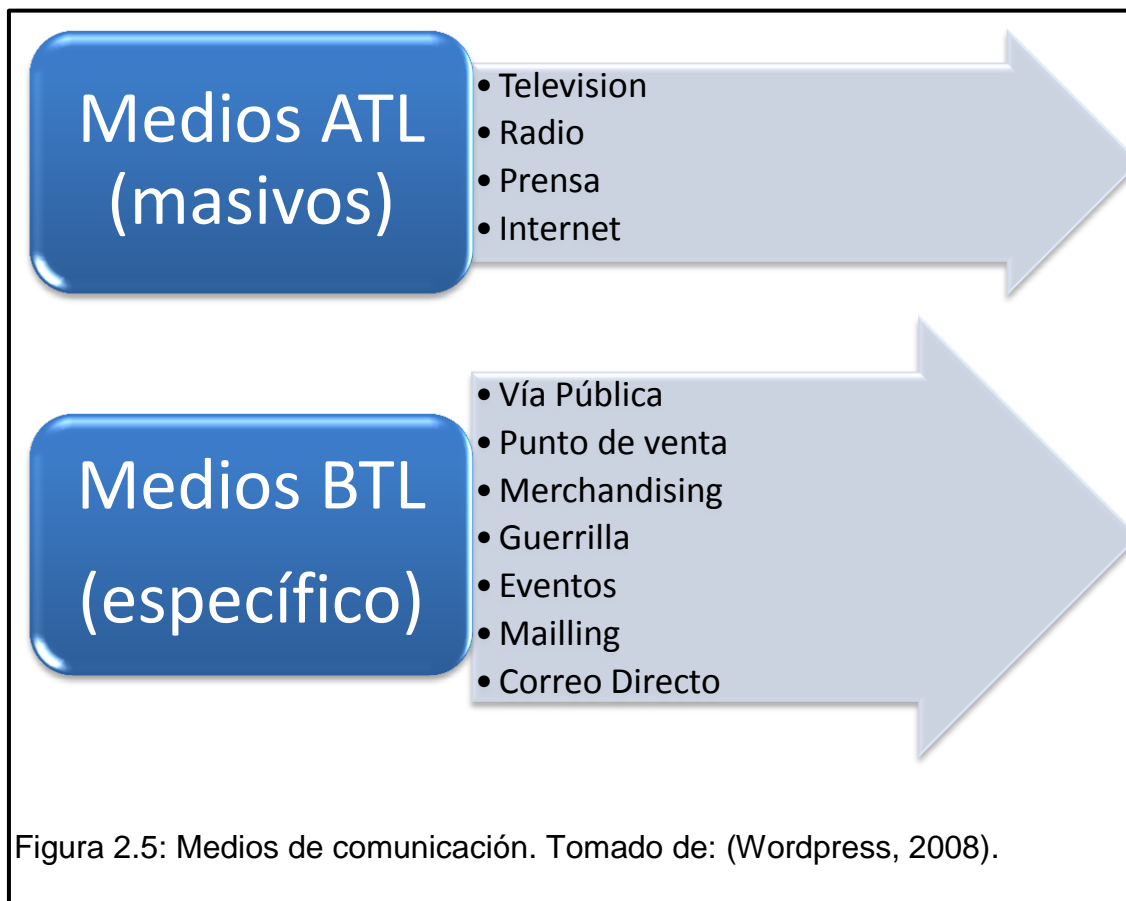 Medios ATL
(masivos)
• Television
• Radio
• Prensa
• Internet
Medios BTL
(específico)
• Vía Pública
• Punto de venta
• Merchandising
• Guerrilla
• Eventos
• Mailling
• Correo Directo
Figura 2.5: Medios de comunicación. Tomado de: (Wordpress, 2008).